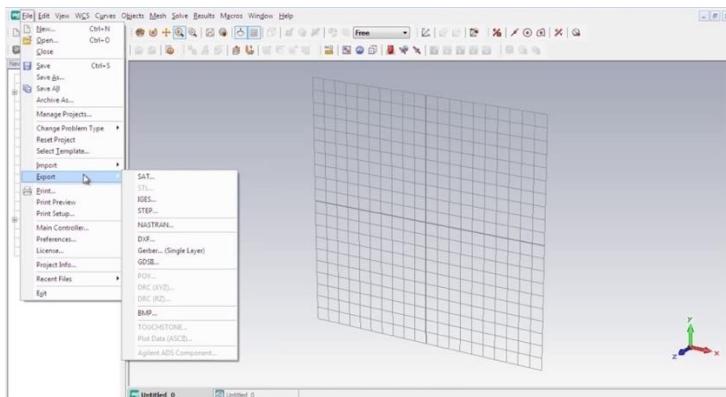 File Edit View WCS Curves Objects Mesh Solve Results Macros Window Help
New... Ctrl+N
Open... Ctrl+O
Close
Save Ctrl+S
Save As...
Save All
Archive As...
Manage Projects...
Change Problem Type
Reset Project
Select Template...
Import
Export
Print...
Print Preview
Print Setup...
Main Controller...
Preferences...
License...
Project Info...
Recent Files
Exit
SAT...
STL...
IGES...
STEP...
NASTRAN...
DXF...
Gerber... (Single Layer)
GDSII...
POV...
DRC (XYZ)...
DRC (RZ)...
BMP...
TOUCHSTONE...
Plot Data (ASCII)...
Agilent ADS Component...
Free
y
z
x
Untitled_0
Untitled_0